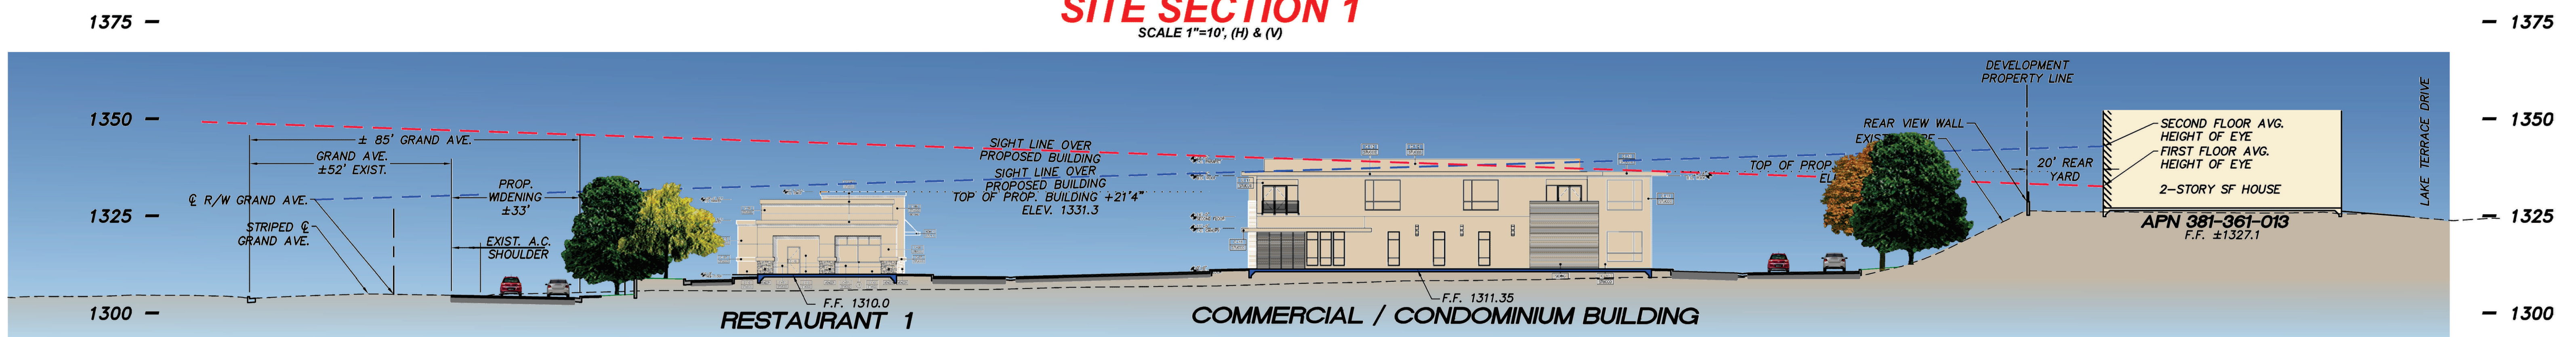 SITE SECTION 1
SCALE 1"=10', (H) & (V)
1375
1375
1350
1350
1325
1325
1300
1300
± 85' GRAND AVE.
GRAND AVE.
±52' EXIST.
PROP.
WIDENING
±33'
℄ R/W GRAND AVE.
STRIPED ℄
GRAND AVE.
EXIST. A.C.
SHOULDER
SIGHT LINE OVER
PROPOSED BUILDING
SIGHT LINE OVER
PROPOSED BUILDING
TOP OF PROP. BUILDING +21'4"
ELEV. 1331.3
F.F. 1310.0
RESTAURANT 1
F.F. 1311.35
COMMERCIAL / CONDOMINIUM BUILDING
TOP OF PROP.
DEVELOPMENT
PROPERTY LINE
REAR VIEW WALL
20' REAR
YARD
SECOND FLOOR AVG.
HEIGHT OF EYE
FIRST FLOOR AVG.
HEIGHT OF EYE
2-STORY SF HOUSE
APN 381-361-013
F.F. ±1327.1
LAKE TERRACE DRIVE